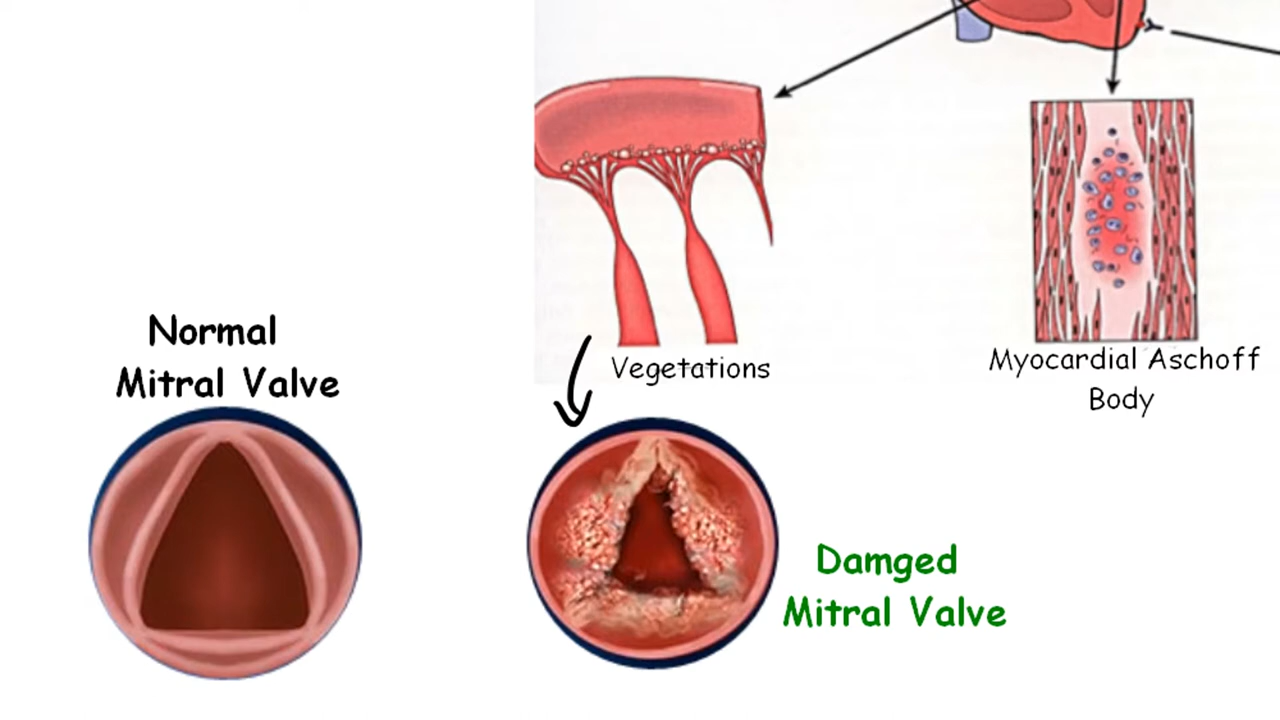 Normal
Mitral Valve
Vegetations
Myocardial Aschoff
Body
Damged
Mitral Valve